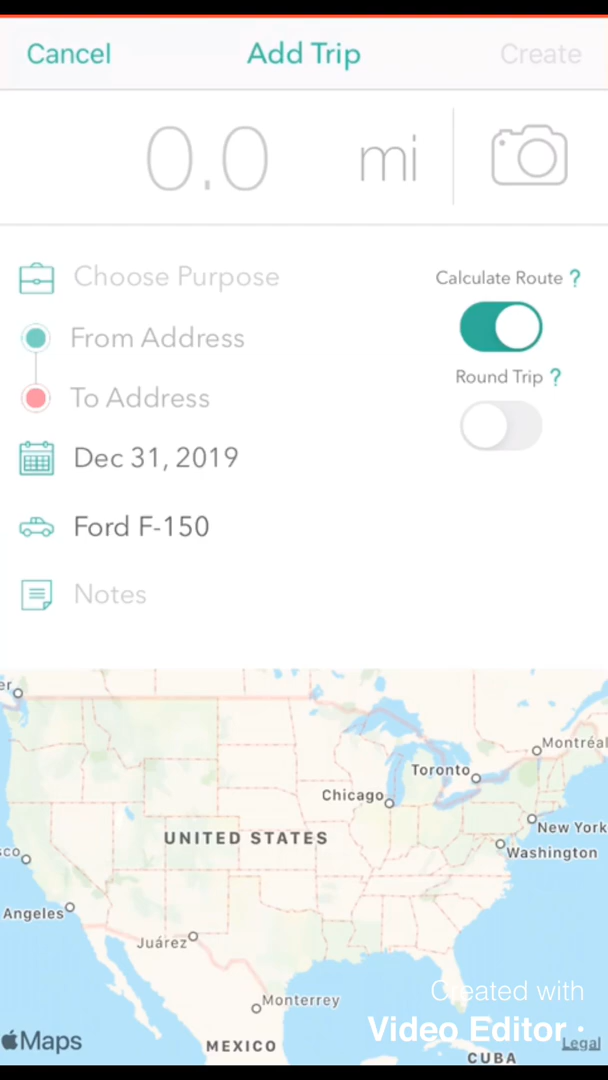 Cancel
Add Trip
Create
0.0 mi
Choose Purpose
Calculate Route ?
From Address
Round Trip ?
To Address
Dec 31, 2019
Ford F-150
Notes
er
Montréal
Toronto
Chicago
New York
UNITED STATES
Washington
sco
Angeles
Juárez
Created with
Monterrey
Video Editor ·
Maps
Legal
MEXICO
CUBA